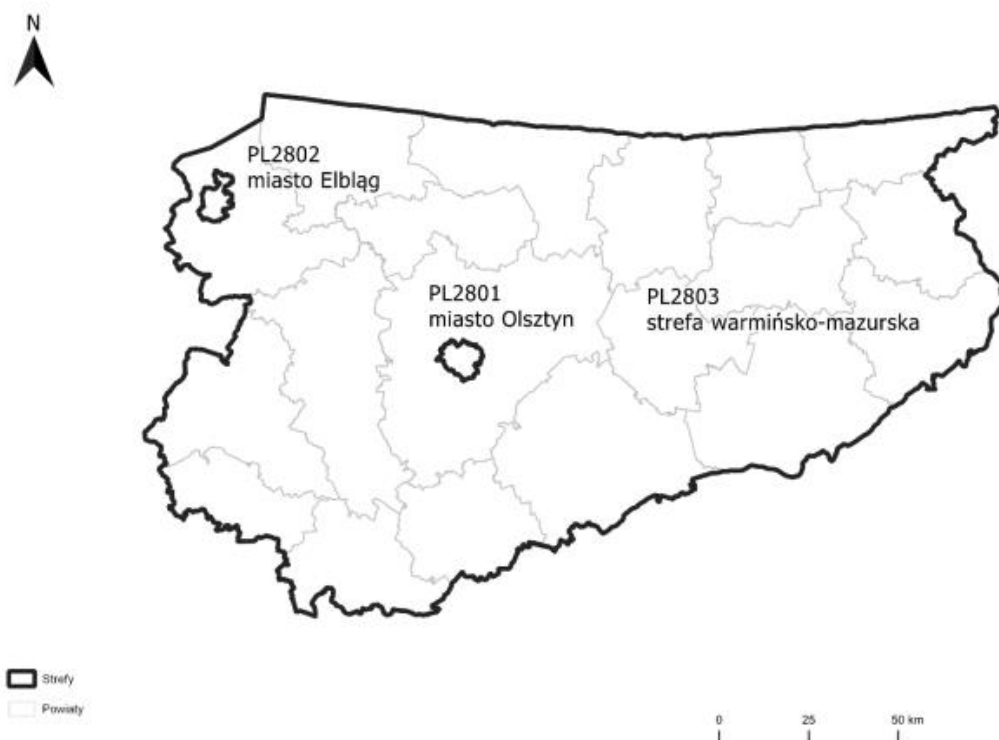 N
PL2802
miasto Elbląg
PL2801
miasto Olsztyn
PL2803
strefa warmińsko-mazurska
Strefy
Powiaty
0 25 50 km